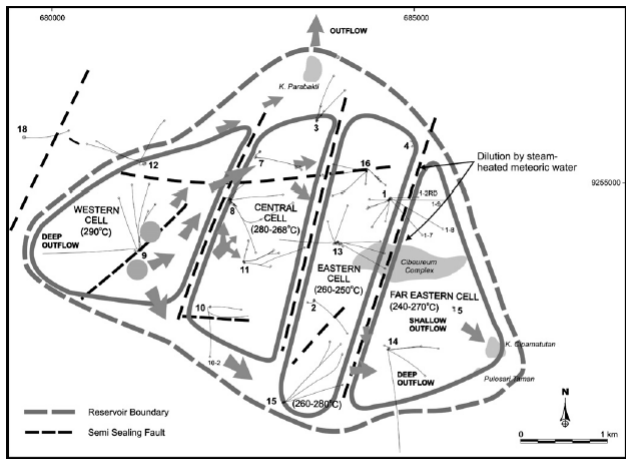 680000
685000
OUTFLOW
K. Parabakti
18
12
3
7
16
4
1
Dilution by steam-
heated meteoric water
9255000
1-2RD
1-5
1-7
1-8
WESTERN
CELL
(290°C)
DEEP
OUTFLOW
9
8
CENTRAL
CELL
(280-268°C)
11
13
Cibeureum
Complex
EASTERN
CELL
(260-250°C)
FAR EASTERN CELL
(240-270°C)
SHALLOW
OUTFLOW
5
10
2
10-2
14
DEEP
OUTFLOW
K. Cipamatutan
Pulosari Taman
15
(260-280°C)
Reservoir Boundary
Semi Sealing Fault
N
0
1 km